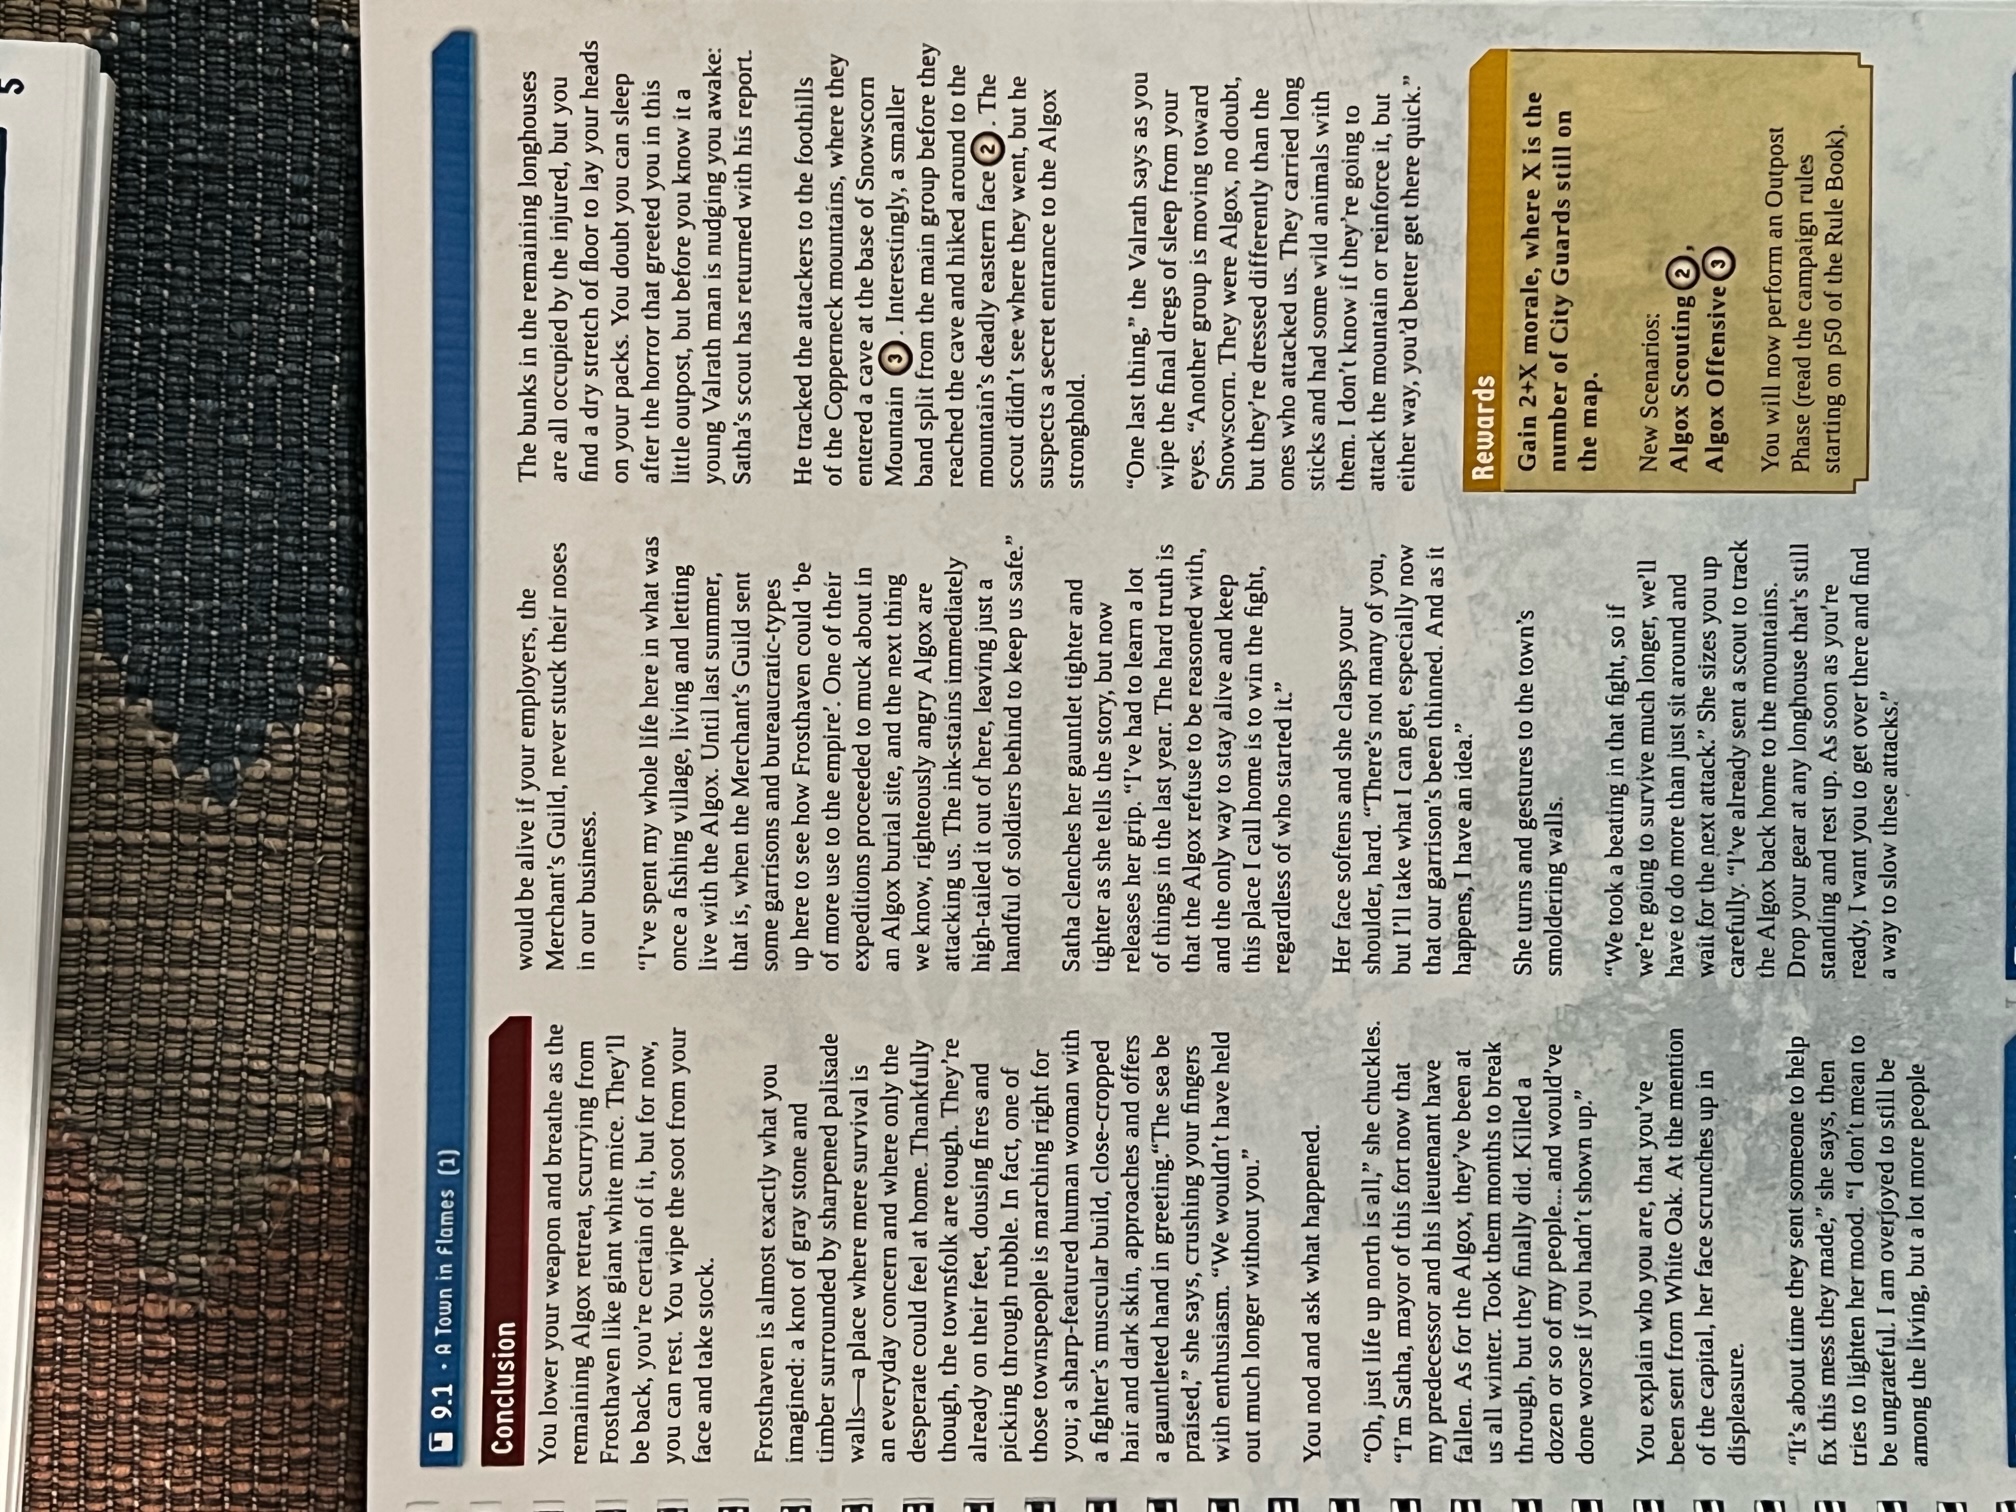 5
9.1 · A Town in Flames (1)
Conclusion
You lower your weapon and breathe as the
remaining Algox retreat, scurrying from
Frosthaven like giant white mice. They’ll
be back, you’re certain of it, but for now,
you can rest. You wipe the soot from your
face and take stock.
Frosthaven is almost exactly what you
imagined: a knot of gray stone and
timber surrounded by sharpened palisade
walls—a place where mere survival is
an everyday concern and where only the
desperate could feel at home. Thankfully
though, the townsfolk are tough. They’re
already on their feet, dousing fires and
picking through rubble. In fact, one of
those townspeople is marching right for
you; a sharp-featured human woman with
a fighter’s muscular build, close-cropped
hair and dark skin, approaches and offers
a gauntleted hand in greeting.“The sea be
praised,” she says, crushing your fingers
with enthusiasm. “We wouldn’t have held
out much longer without you.”
You nod and ask what happened.
“Oh, just life up north is all,” she chuckles.
“I’m Satha, mayor of this fort now that
my predecessor and his lieutenant have
fallen. As for the Algox, they’ve been at
us all winter. Took them months to break
through, but they finally did. Killed a
dozen or so of my people... and would’ve
done worse if you hadn’t shown up.”
You explain who you are, that you’ve
been sent from White Oak. At the mention
of the capital, her face scrunches up in
displeasure.
“It’s about time they sent someone to help
fix this mess they made,” she says, then
tries to lighten her mood. “I don’t mean to
be ungrateful. I am overjoyed to still be
among the living, but a lot more people
would be alive if your employers, the
Merchant’s Guild, never stuck their noses
in our business.
“I’ve spent my whole life here in what was
once a fishing village, living and letting
live with the Algox. Until last summer,
that is, when the Merchant’s Guild sent
some garrisons and bureaucratic-types
up here to see how Frosthaven could ‘be
of more use to the empire’. One of their
expeditions proceeded to muck about in
an Algox burial site, and the next thing
we know, righteously angry Algox are
attacking us. The ink-stains immediately
high-tailed it out of here, leaving just a
handful of soldiers behind to keep us safe.”
Satha clenches her gauntlet tighter and
tighter as she tells the story, but now
releases her grip. “I’ve had to learn a lot
of things in the last year. The hard truth is
that the Algox refuse to be reasoned with,
and the only way to stay alive and keep
this place I call home is to win the fight,
regardless of who started it.”
Her face softens and she clasps your
shoulder, hard. “There’s not many of you,
but I’ll take what I can get, especially now
that our garrison’s been thinned. And as it
happens, I have an idea.”
She turns and gestures to the town’s
smoldering walls.
“We took a beating in that fight, so if
we’re going to survive much longer, we’ll
have to do more than just sit around and
wait for the next attack.” She sizes you up
carefully. “I’ve already sent a scout to track
the Algox back home to the mountains.
Drop your gear at any longhouse that’s still
standing and rest up. As soon as you’re
ready, I want you to get over there and find
a way to slow these attacks.”
The bunks in the remaining longhouses
are all occupied by the injured, but you
find a dry stretch of floor to lay your heads
on your packs. You doubt you can sleep
after the horror that greeted you in this
little outpost, but before you know it a
young Valrath man is nudging you awake:
Satha’s scout has returned with his report.
He tracked the attackers to the foothills
of the Copperneck mountains, where they
entered a cave at the base of Snowscorn
Mountain 3. Interestingly, a smaller
band split from the main group before they
reached the cave and hiked around to the
mountain’s deadly eastern face 2. The
scout didn’t see where they went, but he
suspects a secret entrance to the Algox
stronghold.
“One last thing,” the Valrath says as you
wipe the final dregs of sleep from your
eyes. “Another group is moving toward
Snowscorn. They were Algox, no doubt,
but they’re dressed differently than the
ones who attacked us. They carried long
sticks and had some wild animals with
them. I don’t know if they’re going to
attack the mountain or reinforce it, but
either way, you’d better get there quick.”
Rewards
Gain 2+X morale, where X is the
number of City Guards still on
the map.
New Scenarios:
Algox Scouting 2,
Algox Offensive 3
You will now perform an Outpost
Phase (read the campaign rules
starting on p50 of the Rule Book).